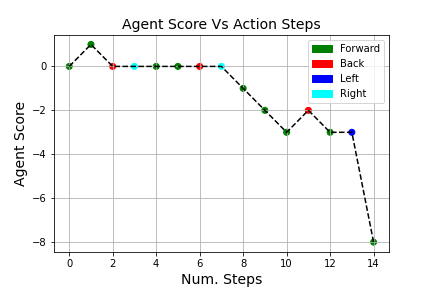 Agent Score Vs Action Steps
Forward
Back
Left
Right
Agent Score
0
−2
−4
−6
−8
0 2 4 6 8 10 12 14
Num. Steps